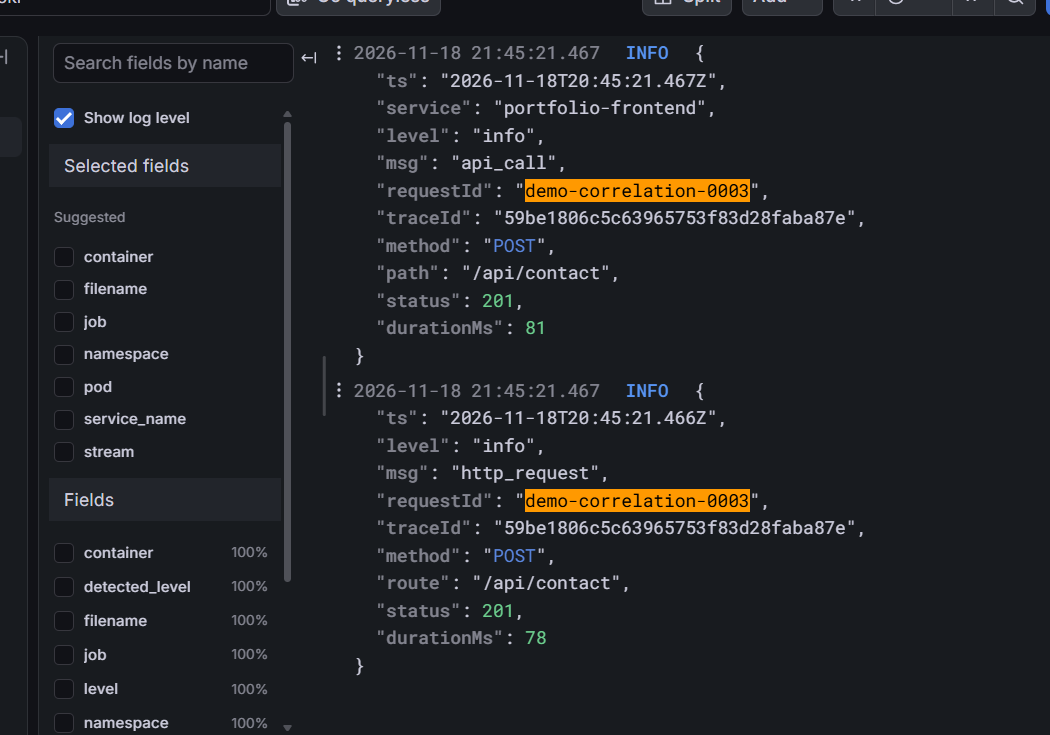 Search fields by name
Show log level
Selected fields
Suggested
container
filename
job
namespace
pod
service_name
stream
Fields
container 100%
detected_level 100%
filename 100%
job 100%
level 100%
namespace 100%
2026-11-18 21:45:21.467 INFO {
"ts": "2026-11-18T20:45:21.467Z",
"service": "portfolio-frontend",
"level": "info",
"msg": "api_call",
"requestId": "demo-correlation-0003",
"traceId": "59be1806c5c63965753f83d28faba87e",
"method": "POST",
"path": "/api/contact",
"status": 201,
"durationMs": 81
}
2026-11-18 21:45:21.467 INFO {
"ts": "2026-11-18T20:45:21.466Z",
"level": "info",
"msg": "http_request",
"requestId": "demo-correlation-0003",
"traceId": "59be1806c5c63965753f83d28faba87e",
"method": "POST",
"route": "/api/contact",
"status": 201,
"durationMs": 78
}